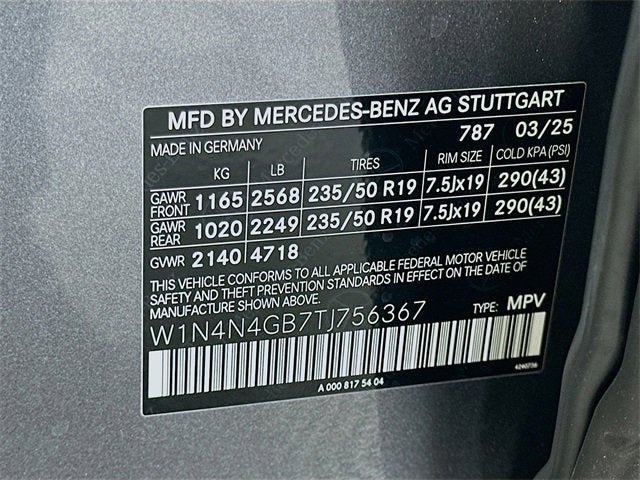 MFD BY MERCEDES-BENZ AG STUTTGART
787 03/25
MADE IN GERMANY
KG LB TIRES RIM SIZE COLD KPA (PSI)
GAWR FRONT 1165 2568 235/50 R19 7.5Jx19 290(43)
GAWR REAR 1020 2249 235/50 R19 7.5Jx19 290(43)
GVWR 2140 4718
THIS VEHICLE CONFORMS TO ALL APPLICABLE FEDERAL MOTOR VEHICLE
SAFETY AND THEFT PREVENTION STANDARDS IN EFFECT ON THE DATE
OF MANUFACTURE SHOWN ABOVE.
W1N4N4GB7TJ756367 TYPE: MPV
A 000 817 54 04
4240736